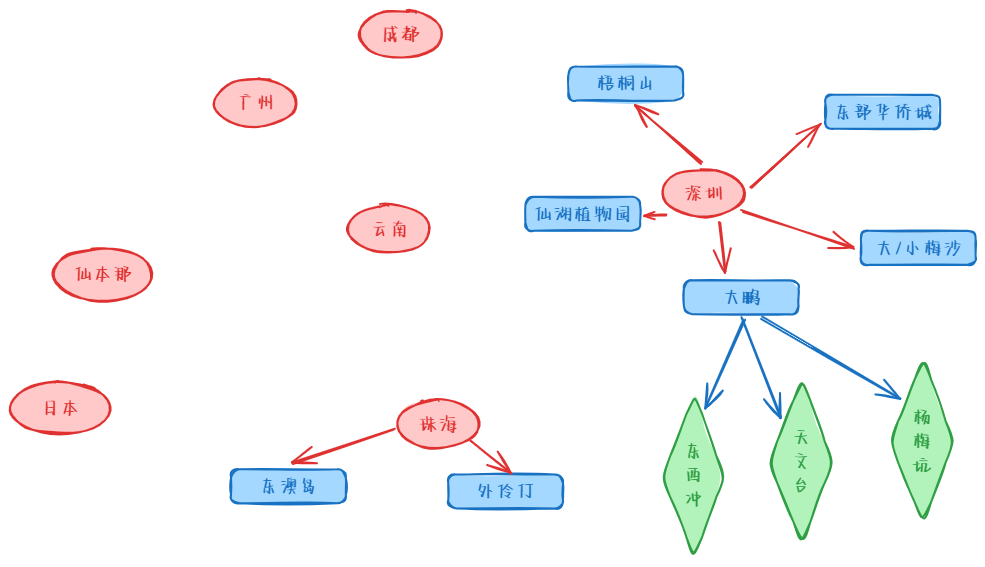 成都
梧桐山
广州
东部华侨城
深圳
仙湖植物园
云南
大/小梅沙
仙本那
大鹏
日本
珠海
杨
梅
坑
天
文
台
东
西
冲
东澳岛
外伶仃